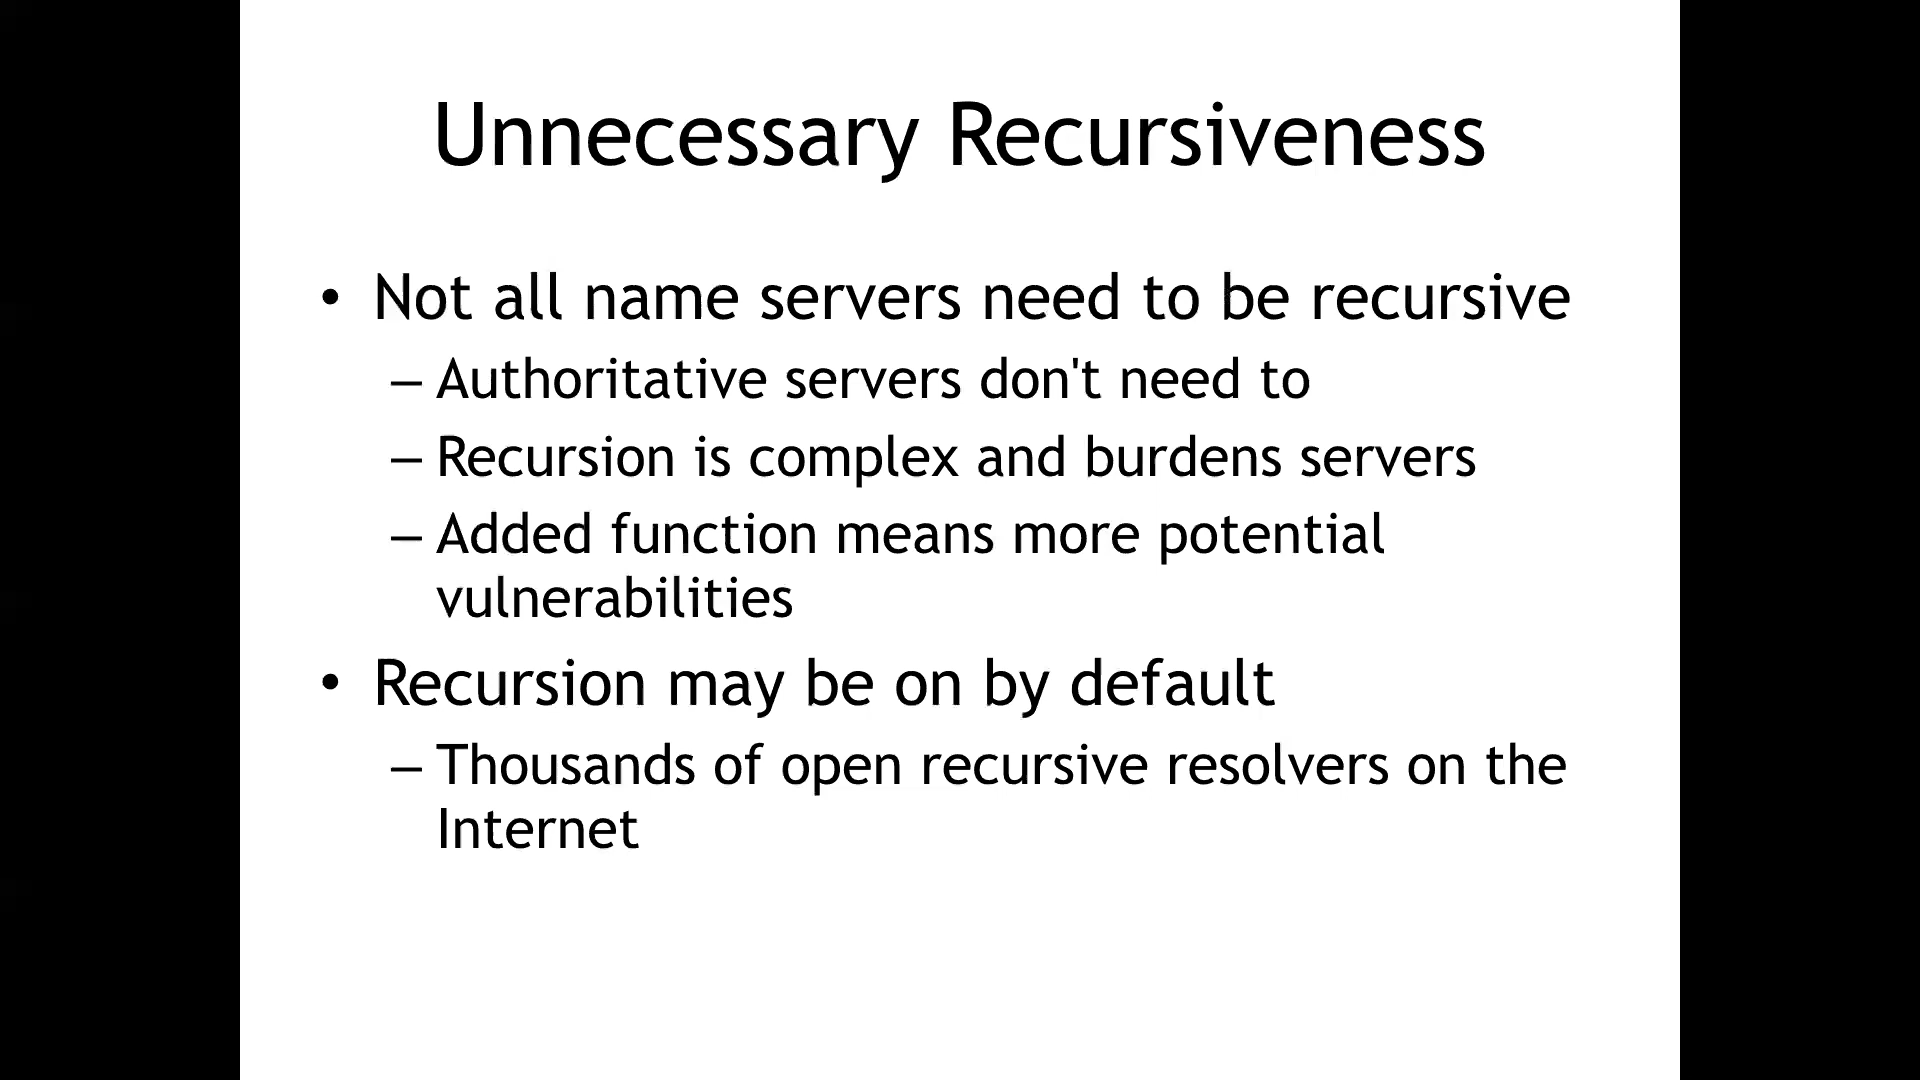 Unnecessary Recursiveness
• Not all name servers need to be recursive
– Authoritative servers don't need to
– Recursion is complex and burdens servers
– Added function means more potential
vulnerabilities
• Recursion may be on by default
– Thousands of open recursive resolvers on the
Internet